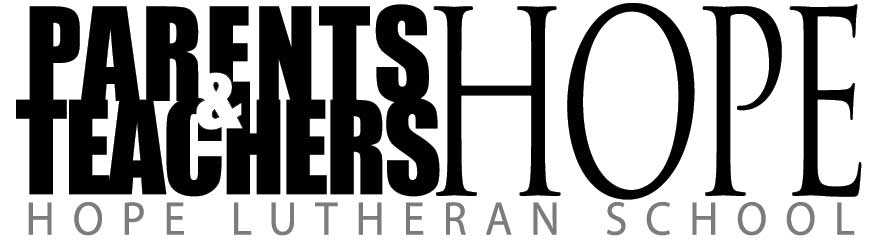 PARENTS
&
TEACHERS
HOPE
HOPE LUTHERAN SCHOOL